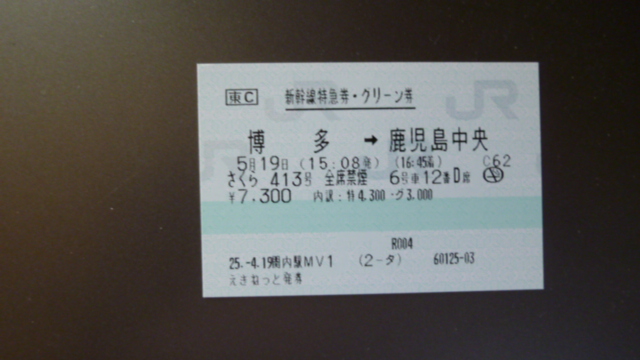 東C 新幹線特急券・グリーン券
博多 → 鹿児島中央
5月19日 (15:08発) (16:45着) C62
さくら 413号 全席禁煙 6号車 12番D席
¥7,300 内訳:特4,300・グ3,000
R004
25.-4.19 内駅MV1 (2-タ) 60125-03
えきねっと発券
JR
JR